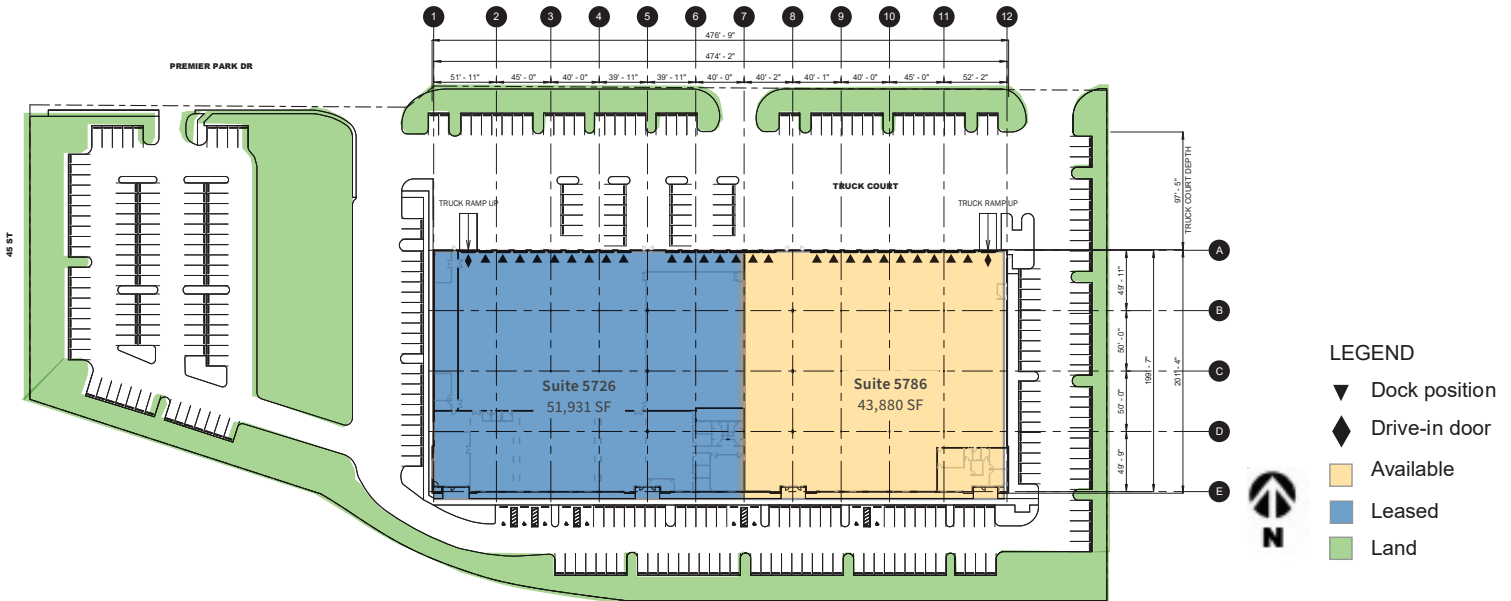 1 2 3 4 5 6 7 8 9 10 11 12
476' - 9"
474' - 2"
51' - 11" 45' - 0" 40' - 0" 39' - 11" 39' - 11" 40' - 0" 40' - 2" 40' - 1" 40' - 0" 45' - 0" 52' - 2"
PREMIER PARK DR
45 ST
TRUCK COURT
TRUCK RAMP UP
TRUCK RAMP UP
97' - 5"
TRUCK COURT DEPTH
A
B
C
D
E
49' - 11"
50' - 0"
50' - 0"
49' - 9"
199' - 7"
201' - 4"
Suite 5726
51,931 SF
Suite 5786
43,880 SF
N
LEGEND
Dock position
Drive-in door
Available
Leased
Land